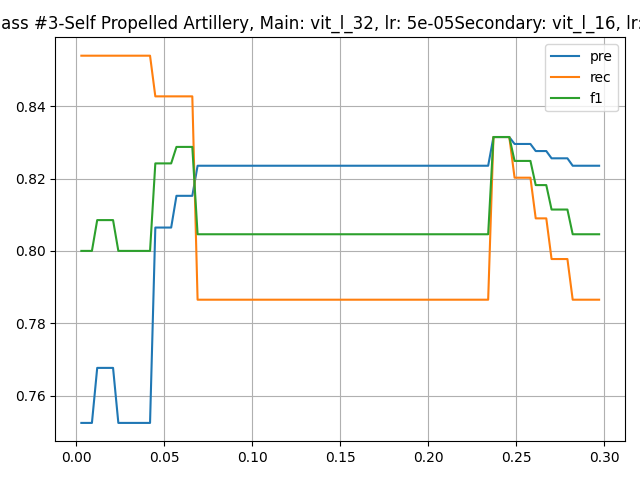 ass #3-Self Propelled Artillery, Main: vit_l_32, lr: 5e-05Secondary: vit_l_16, lr:
pre
rec
f1
0.84
0.82
0.80
0.78
0.76
0.00 0.05 0.10 0.15 0.20 0.25 0.30